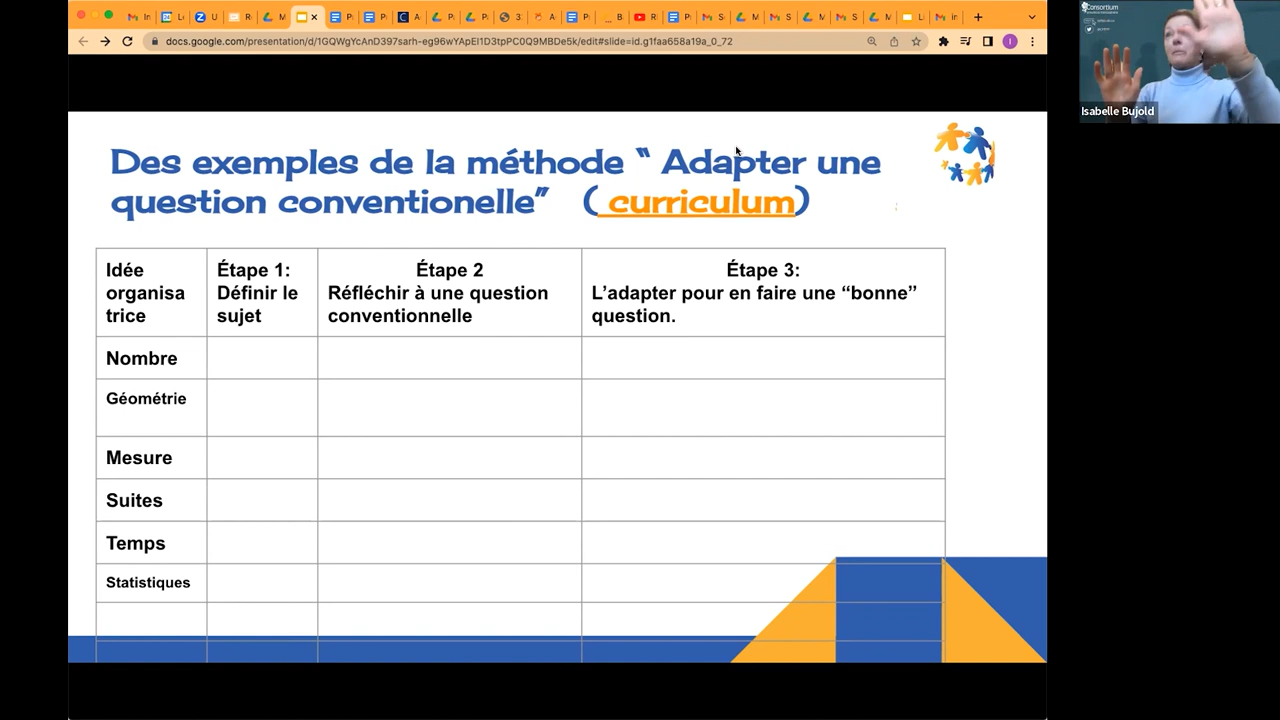 docs.google.com/presentation/d/1GQWgYcAnD397sarh-eg96wYApEl1D3tpPC0Q9MBDe5k/edit#slide=id.g1faa658a19a_0_72
Consortium
Isabelle Bujold
Des exemples de la méthode “ Adapter une
question conventionelle” ( curriculum)
Idée
organisa
trice
Étape 1:
Définir le
sujet
Étape 2
Réfléchir à une question
conventionnelle
Étape 3:
L’adapter pour en faire une “bonne”
question.
Nombre
Géométrie
Mesure
Suites
Temps
Statistiques